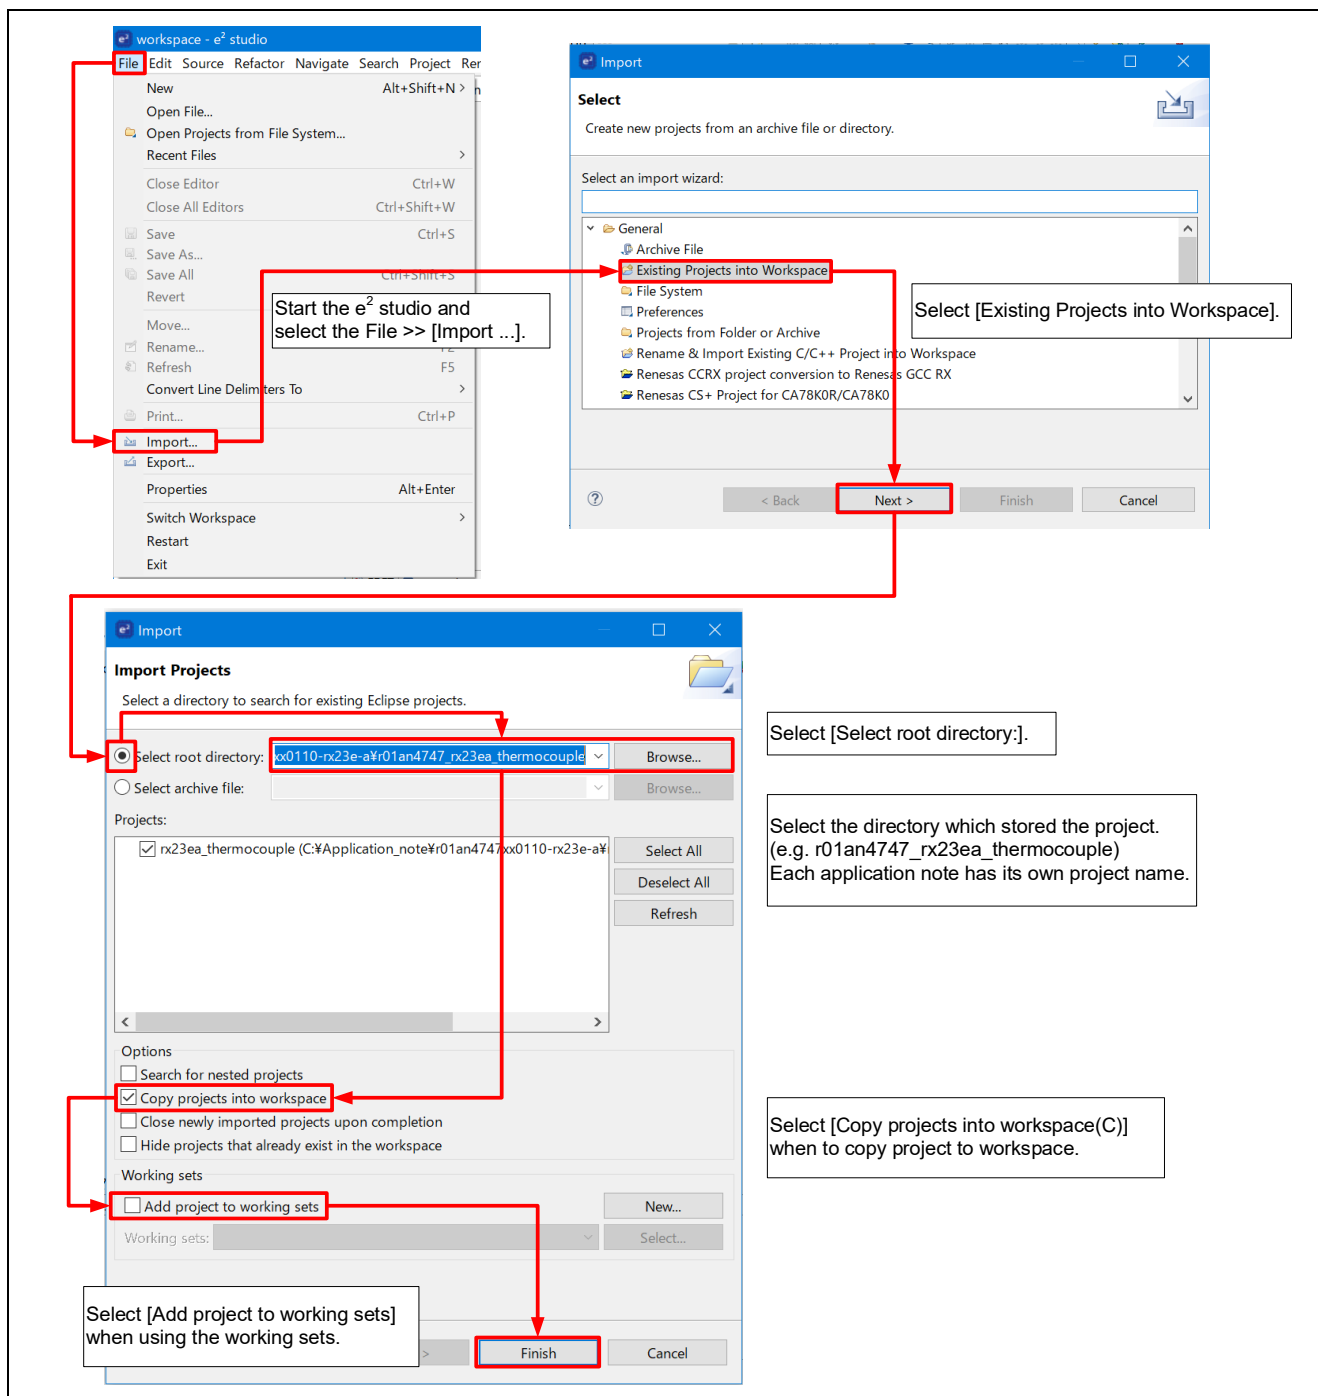 workspace - e² studio
File Edit Source Refactor Navigate Search Project
New Alt+Shift+N >
Open File...
Open Projects from File System...
Recent Files >
Close Editor Ctrl+W
Close All Editors Ctrl+Shift+W
Save Ctrl+S
Save As...
Save All Ctrl+Shift+S
Revert
Move...
Rename... F2
Refresh F5
Convert Line Delimiters To >
Print... Ctrl+P
Import...
Export...
Properties Alt+Enter
Switch Workspace >
Restart
Exit
Start the e² studio and
select the File >> [Import ...].
Import
Select
Create new projects from an archive file or directory.
Select an import wizard:
General
Archive File
Existing Projects into Workspace
File System
Preferences
Projects from Folder or Archive
Rename & Import Existing C/C++ Project into Workspace
Renesas CCRX project conversion to Renesas GCC RX
Renesas CS+ Project for CA78K0R/CA78K0
< Back Next > Finish Cancel
Select [Existing Projects into Workspace].
Import
Import Projects
Select a directory to search for existing Eclipse projects.
Select root directory: xx0110-rx23e-a¥r01an4747_rx23ea_thermocouple Browse...
Select archive file: Browse...
Projects:
rx23ea_thermocouple (C:¥Application_note¥r01an4747xx0110-rx23e-a¥
Select All
Deselect All
Refresh
Options
Search for nested projects
Copy projects into workspace
Close newly imported projects upon completion
Hide projects that already exist in the workspace
Working sets
Add project to working sets New...
Working sets: Select...
> Finish Cancel
Select [Select root directory:].
Select the directory which stored the project.
(e.g. r01an4747_rx23ea_thermocouple)
Each application note has its own project name.
Select [Copy projects into workspace(C)]
when to copy project to workspace.
Select [Add project to working sets]
when using the working sets.